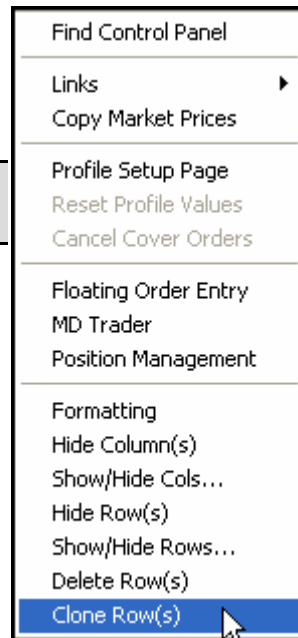 Find Control Panel
Links
Copy Market Prices
Profile Setup Page
Reset Profile Values
Cancel Cover Orders
Floating Order Entry
MD Trader
Position Management
Formatting
Hide Column(s)
Show/Hide Cols...
Hide Row(s)
Show/Hide Rows...
Delete Row(s)
Clone Row(s)